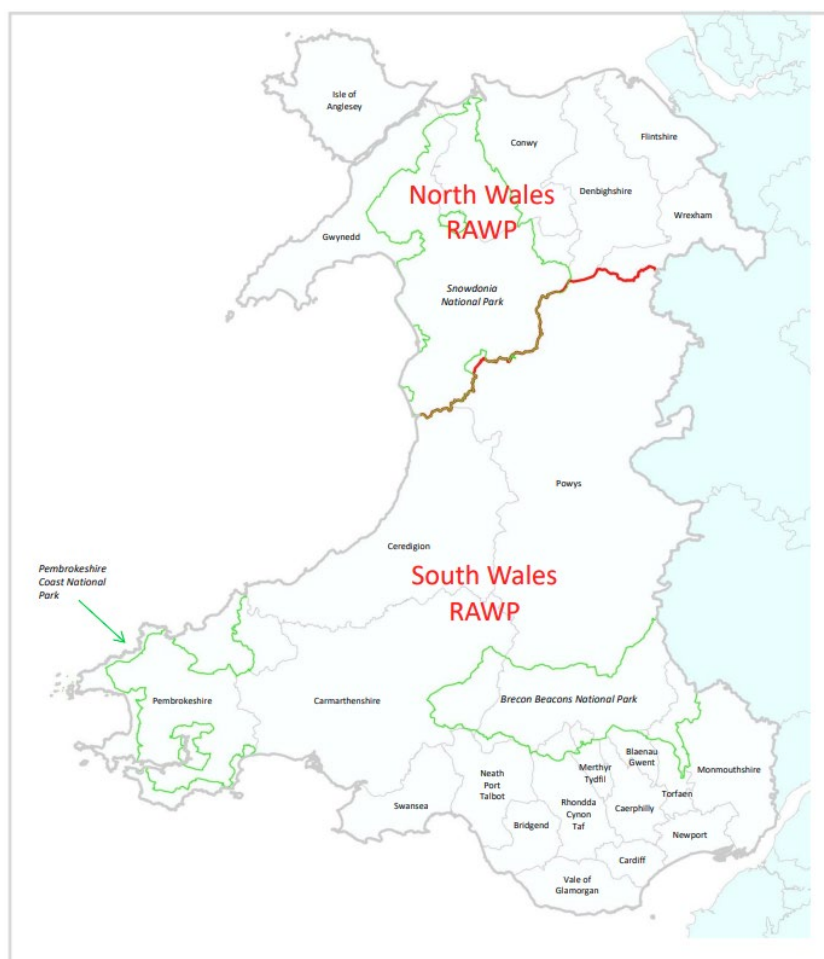 Isle of
Anglesey
Flintshire
Conwy
Denbighshire
North Wales
RAWP
Wrexham
Gwynedd
Snowdonia
National Park
Powys
Ceredigion
South Wales
RAWP
Pembrokeshire
Coast National
Park
Pembrokeshire
Carmarthenshire
Brecon Beacons National Park
Blaenau
Gwent
Merthyr
Tydfil
Monmouthshire
Neath
Port
Talbot
Torfaen
Swansea
Rhondda
Cynon
Taf
Caerphilly
Bridgend
Newport
Cardiff
Vale of
Glamorgan